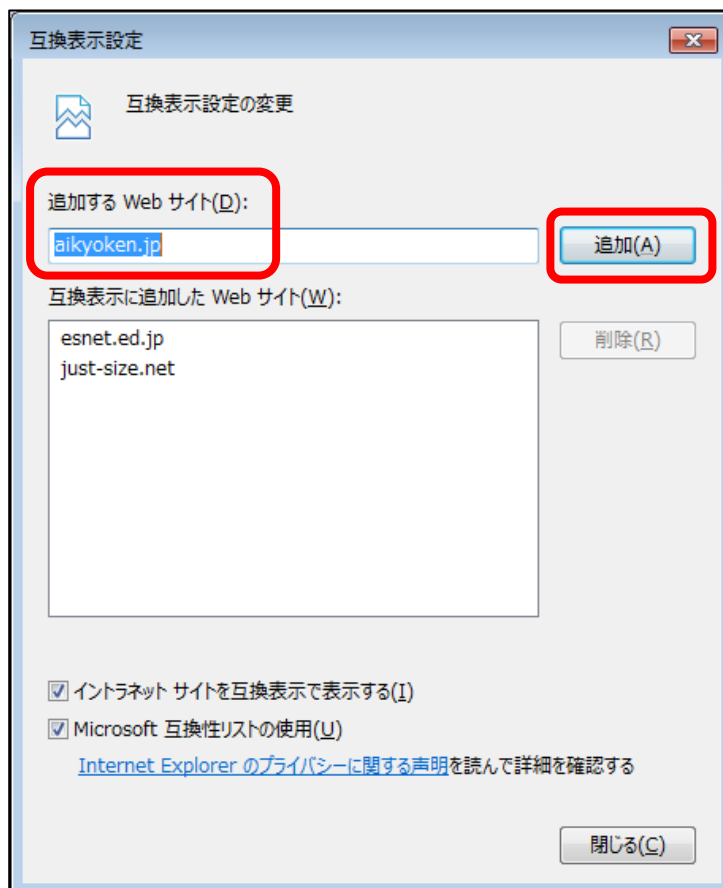 互換表示設定
互換表示設定の変更
追加する Web サイト(D):
aikyoken.jp
追加(A)
互換表示に追加した Web サイト(W):
esnet.ed.jp
just-size.net
削除(R)
イントラネット サイトを互換表示で表示する(I)
Microsoft 互換性リストの使用(U)
Internet Explorer のプライバシーに関する声明を読んで詳細を確認する
閉じる(C)